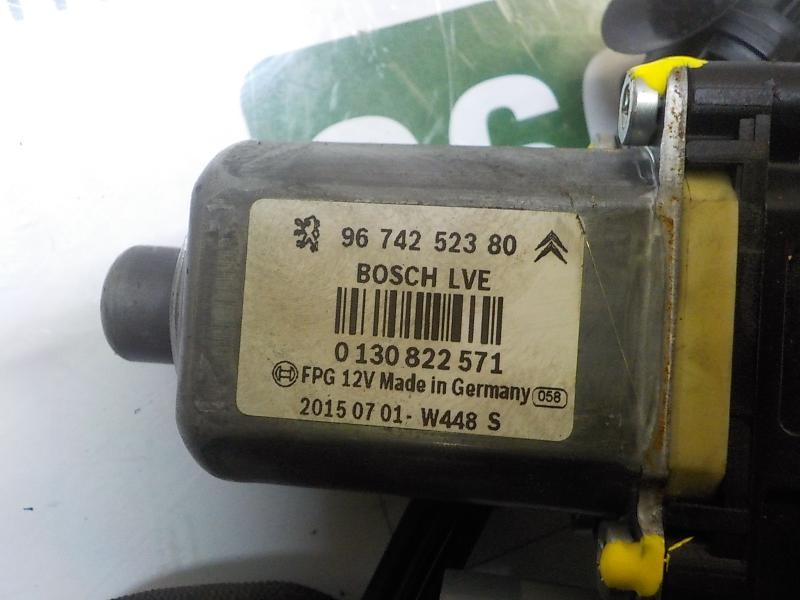 96 742 523 80
BOSCH LVE
0 130 822 571
FPG 12V Made in Germany 058
2015 07 01- W448 S